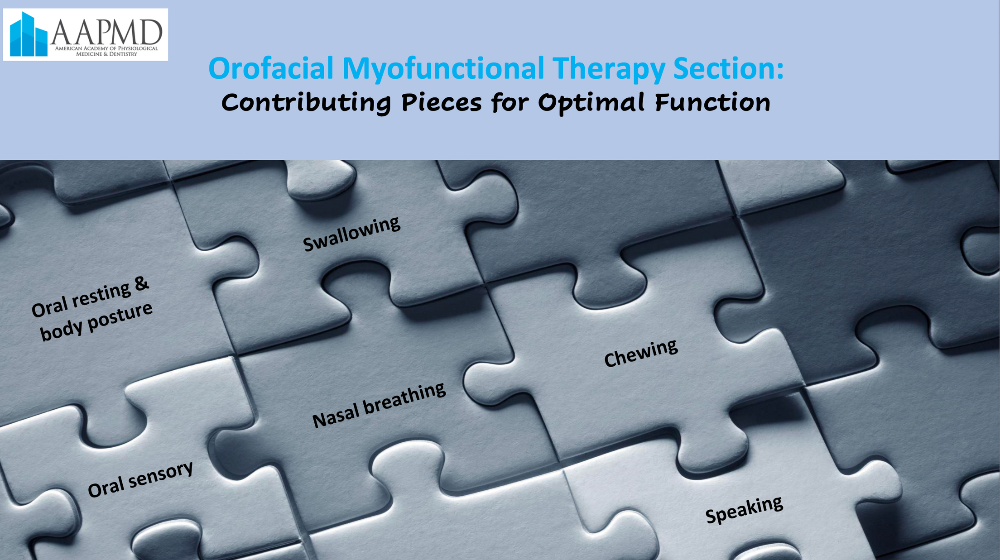 AAPMD
AMERICAN ACADEMY OF PHYSIOLOGICAL
MEDICINE & DENTISTRY
Orofacial Myofunctional Therapy Section:
Contributing Pieces for Optimal Function
Swallowing
Oral resting &
body posture
Chewing
Nasal breathing
Oral sensory
Speaking